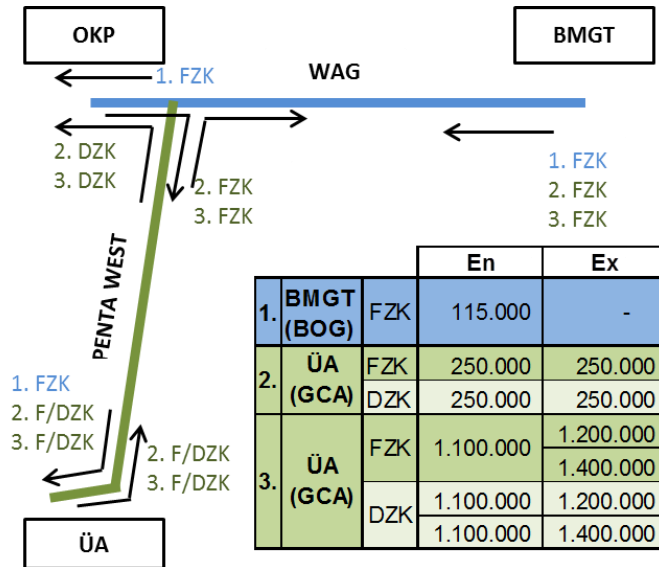 OKP
BMGT
WAG
1. FZK
2. DZK
3. DZK
2. FZK
3. FZK
1. FZK
2. FZK
3. FZK
PENTA WEST
1. FZK
2. F/DZK
3. F/DZK
2. F/DZK
3. F/DZK
ÜA
En Ex
1. BMGT (BOG) FZK 115.000 -
2. ÜA (GCA) FZK 250.000 250.000
DZK 250.000 250.000
3. ÜA (GCA) FZK 1.100.000 1.200.000
1.400.000
DZK 1.100.000 1.200.000
1.100.000 1.400.000